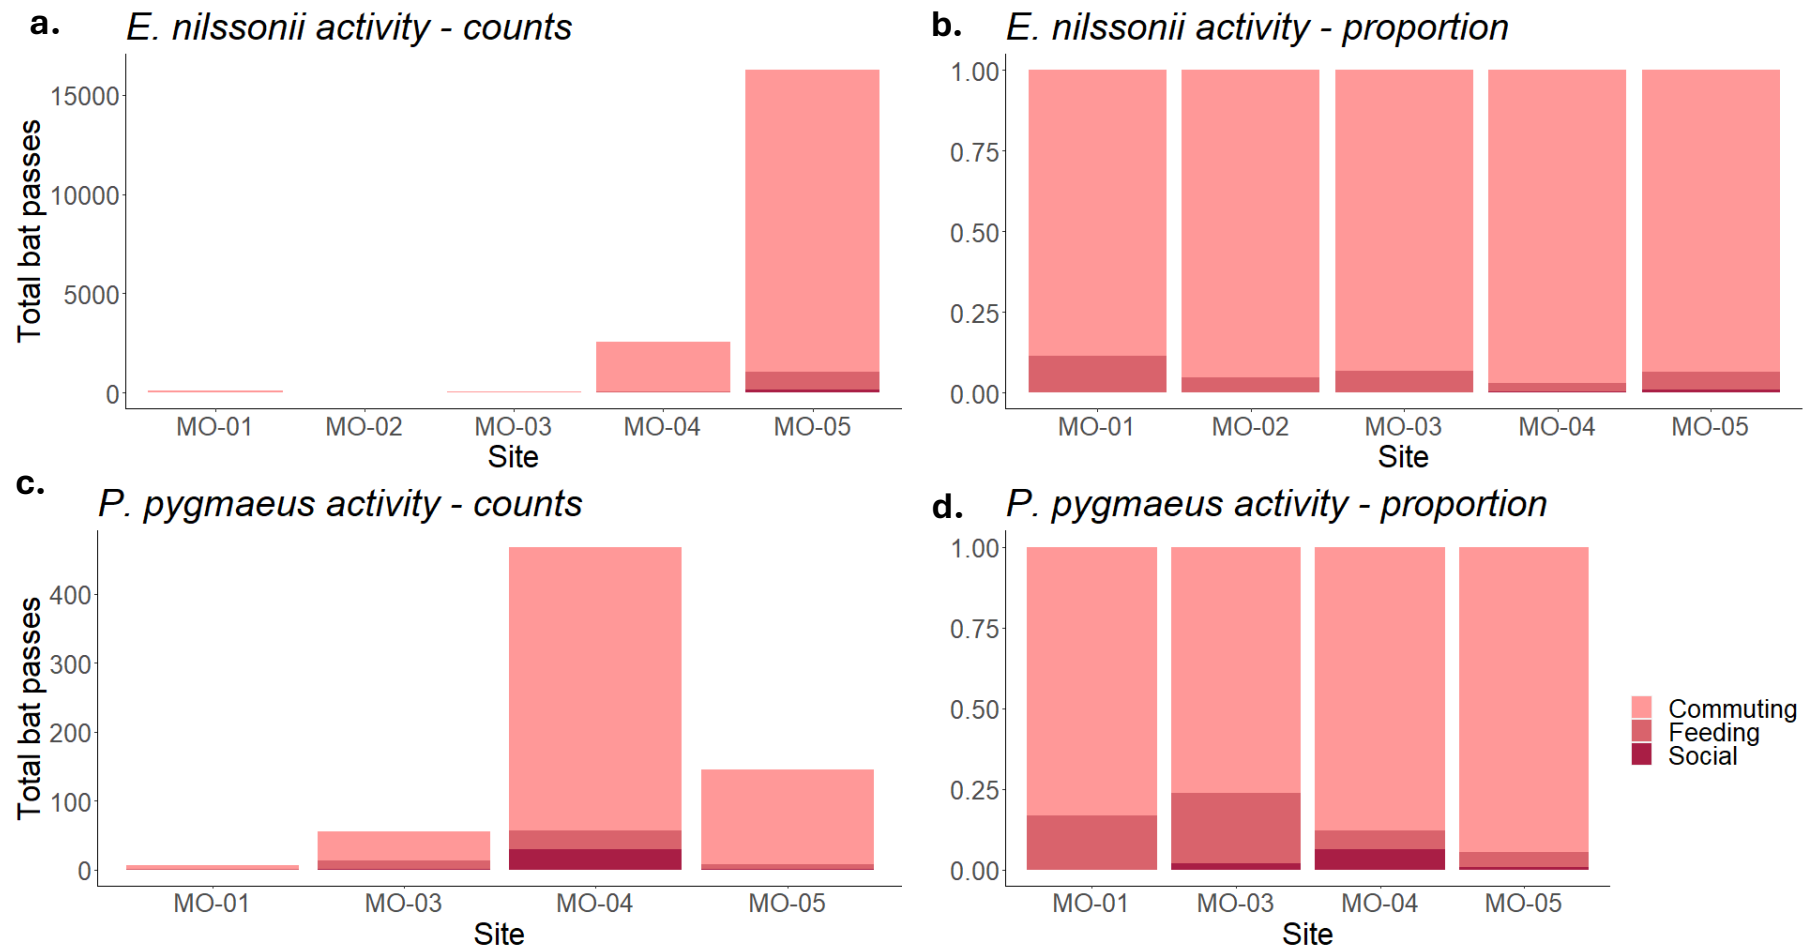 a.
E. nilssonii activity - counts
Total bat passes
15000
10000
5000
0
MO-01 MO-02 MO-03 MO-04 MO-05
Site
b.
E. nilssonii activity - proportion
1.00
0.75
0.50
0.25
0.00
MO-01 MO-02 MO-03 MO-04 MO-05
Site
c.
P. pygmaeus activity - counts
Total bat passes
400
300
200
100
0
MO-01 MO-03 MO-04 MO-05
Site
d.
P. pygmaeus activity - proportion
1.00
0.75
0.50
0.25
0.00
MO-01 MO-03 MO-04 MO-05
Site
Commuting
Feeding
Social